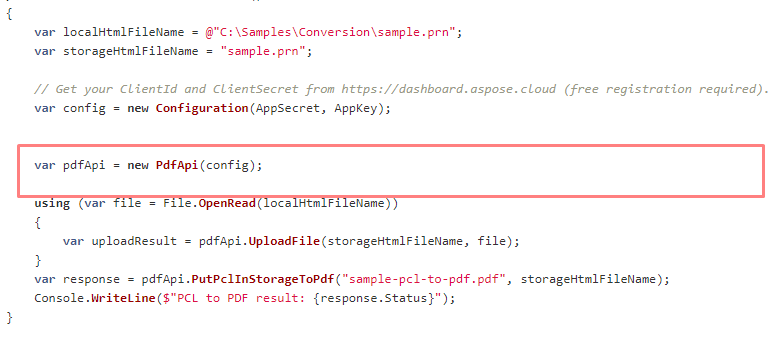 {
var localHtmlFileName = @"C:\Samples\Conversion\sample.prn";
var storageHtmlFileName = "sample.prn";
// Get your ClientId and ClientSecret from https://dashboard.aspose.cloud (free registration required).
var config = new Configuration(AppSecret, AppKey);
var pdfApi = new PdfApi(config);
using (var file = File.OpenRead(localHtmlFileName))
{
var uploadResult = pdfApi.UploadFile(storageHtmlFileName, file);
}
var response = pdfApi.PutPclInStorageToPdf("sample-pcl-to-pdf.pdf", storageHtmlFileName);
Console.WriteLine($"PCL to PDF result: {response.Status}");
}